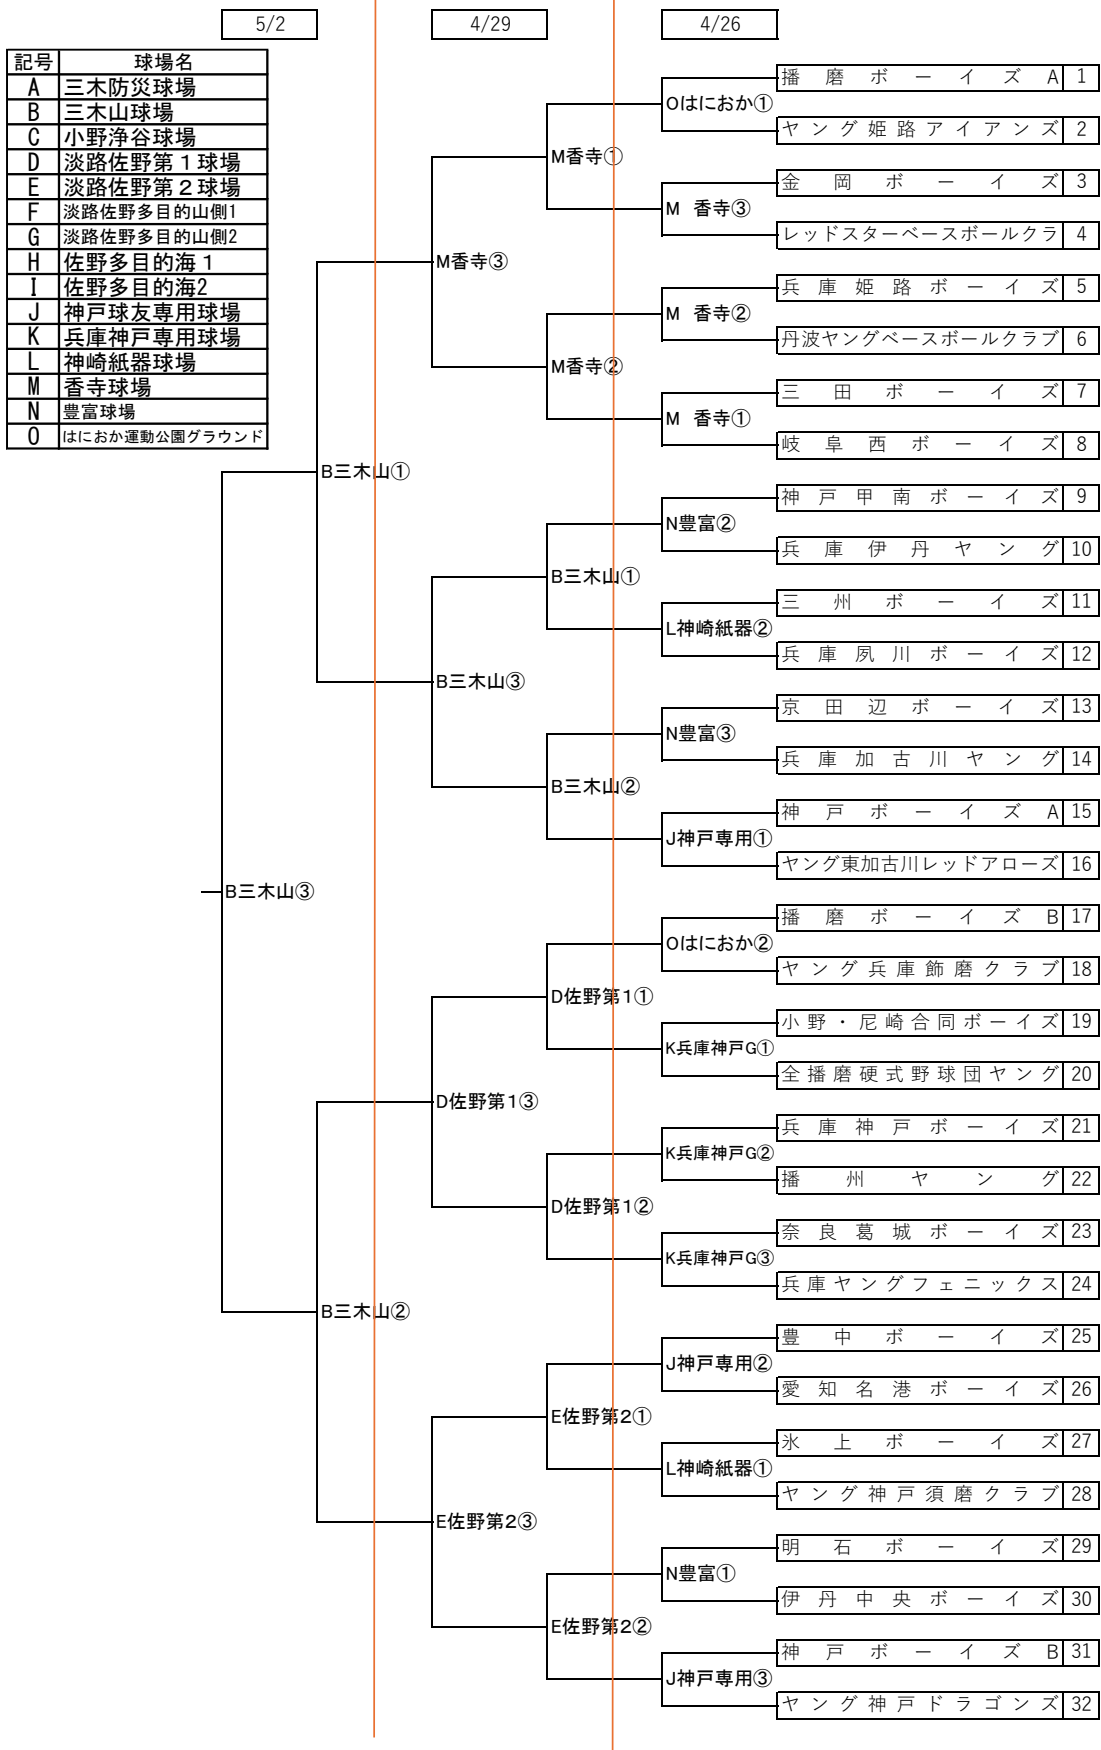 5/2
4/29
4/26
記号 球場名
A 三木防災球場
B 三木山球場
C 小野浄谷球場
D 淡路佐野第1球場
E 淡路佐野第2球場
F 淡路佐野多目的山側1
G 淡路佐野多目的山側2
H 佐野多目的海1
I 佐野多目的海2
J 神戸球友専用球場
K 兵庫神戸専用球場
L 神崎紙器球場
M 香寺球場
N 豊富球場
O はにおか運動公園グラウンド
B三木山③
B三木山①
B三木山②
M香寺③
B三木山③
D佐野第1③
E佐野第2③
M香寺①
M香寺②
B三木山①
B三木山②
D佐野第1①
D佐野第1②
E佐野第2①
E佐野第2②
Oはにおか①
M 香寺③
M 香寺②
M 香寺①
N豊富②
L神崎紙器②
N豊富③
J神戸専用①
Oはにおか②
K兵庫神戸G①
K兵庫神戸G②
K兵庫神戸G③
J神戸専用②
L神崎紙器①
N豊富①
J神戸専用③
播磨ボーイズA 1
ヤング姫路アイアンズ 2
金岡ボーイズ 3
レッドスターベースボールクラ 4
兵庫姫路ボーイズ 5
丹波ヤングベースボールクラブ 6
三田ボーイズ 7
岐阜西ボーイズ 8
神戸甲南ボーイズ 9
兵庫伊丹ヤング 10
三州ボーイズ 11
兵庫夙川ボーイズ 12
京田辺ボーイズ 13
兵庫加古川ヤング 14
神戸ボーイズA 15
ヤング東加古川レッドアローズ 16
播磨ボーイズB 17
ヤング兵庫飾磨クラブ 18
小野・尼崎合同ボーイズ 19
全播磨硬式野球団ヤング 20
兵庫神戸ボーイズ 21
播州ヤング 22
奈良葛城ボーイズ 23
兵庫ヤングフェニックス 24
豊中ボーイズ 25
愛知名港ボーイズ 26
氷上ボーイズ 27
ヤング神戸須磨クラブ 28
明石ボーイズ 29
伊丹中央ボーイズ 30
神戸ボーイズB 31
ヤング神戸ドラゴンズ 32